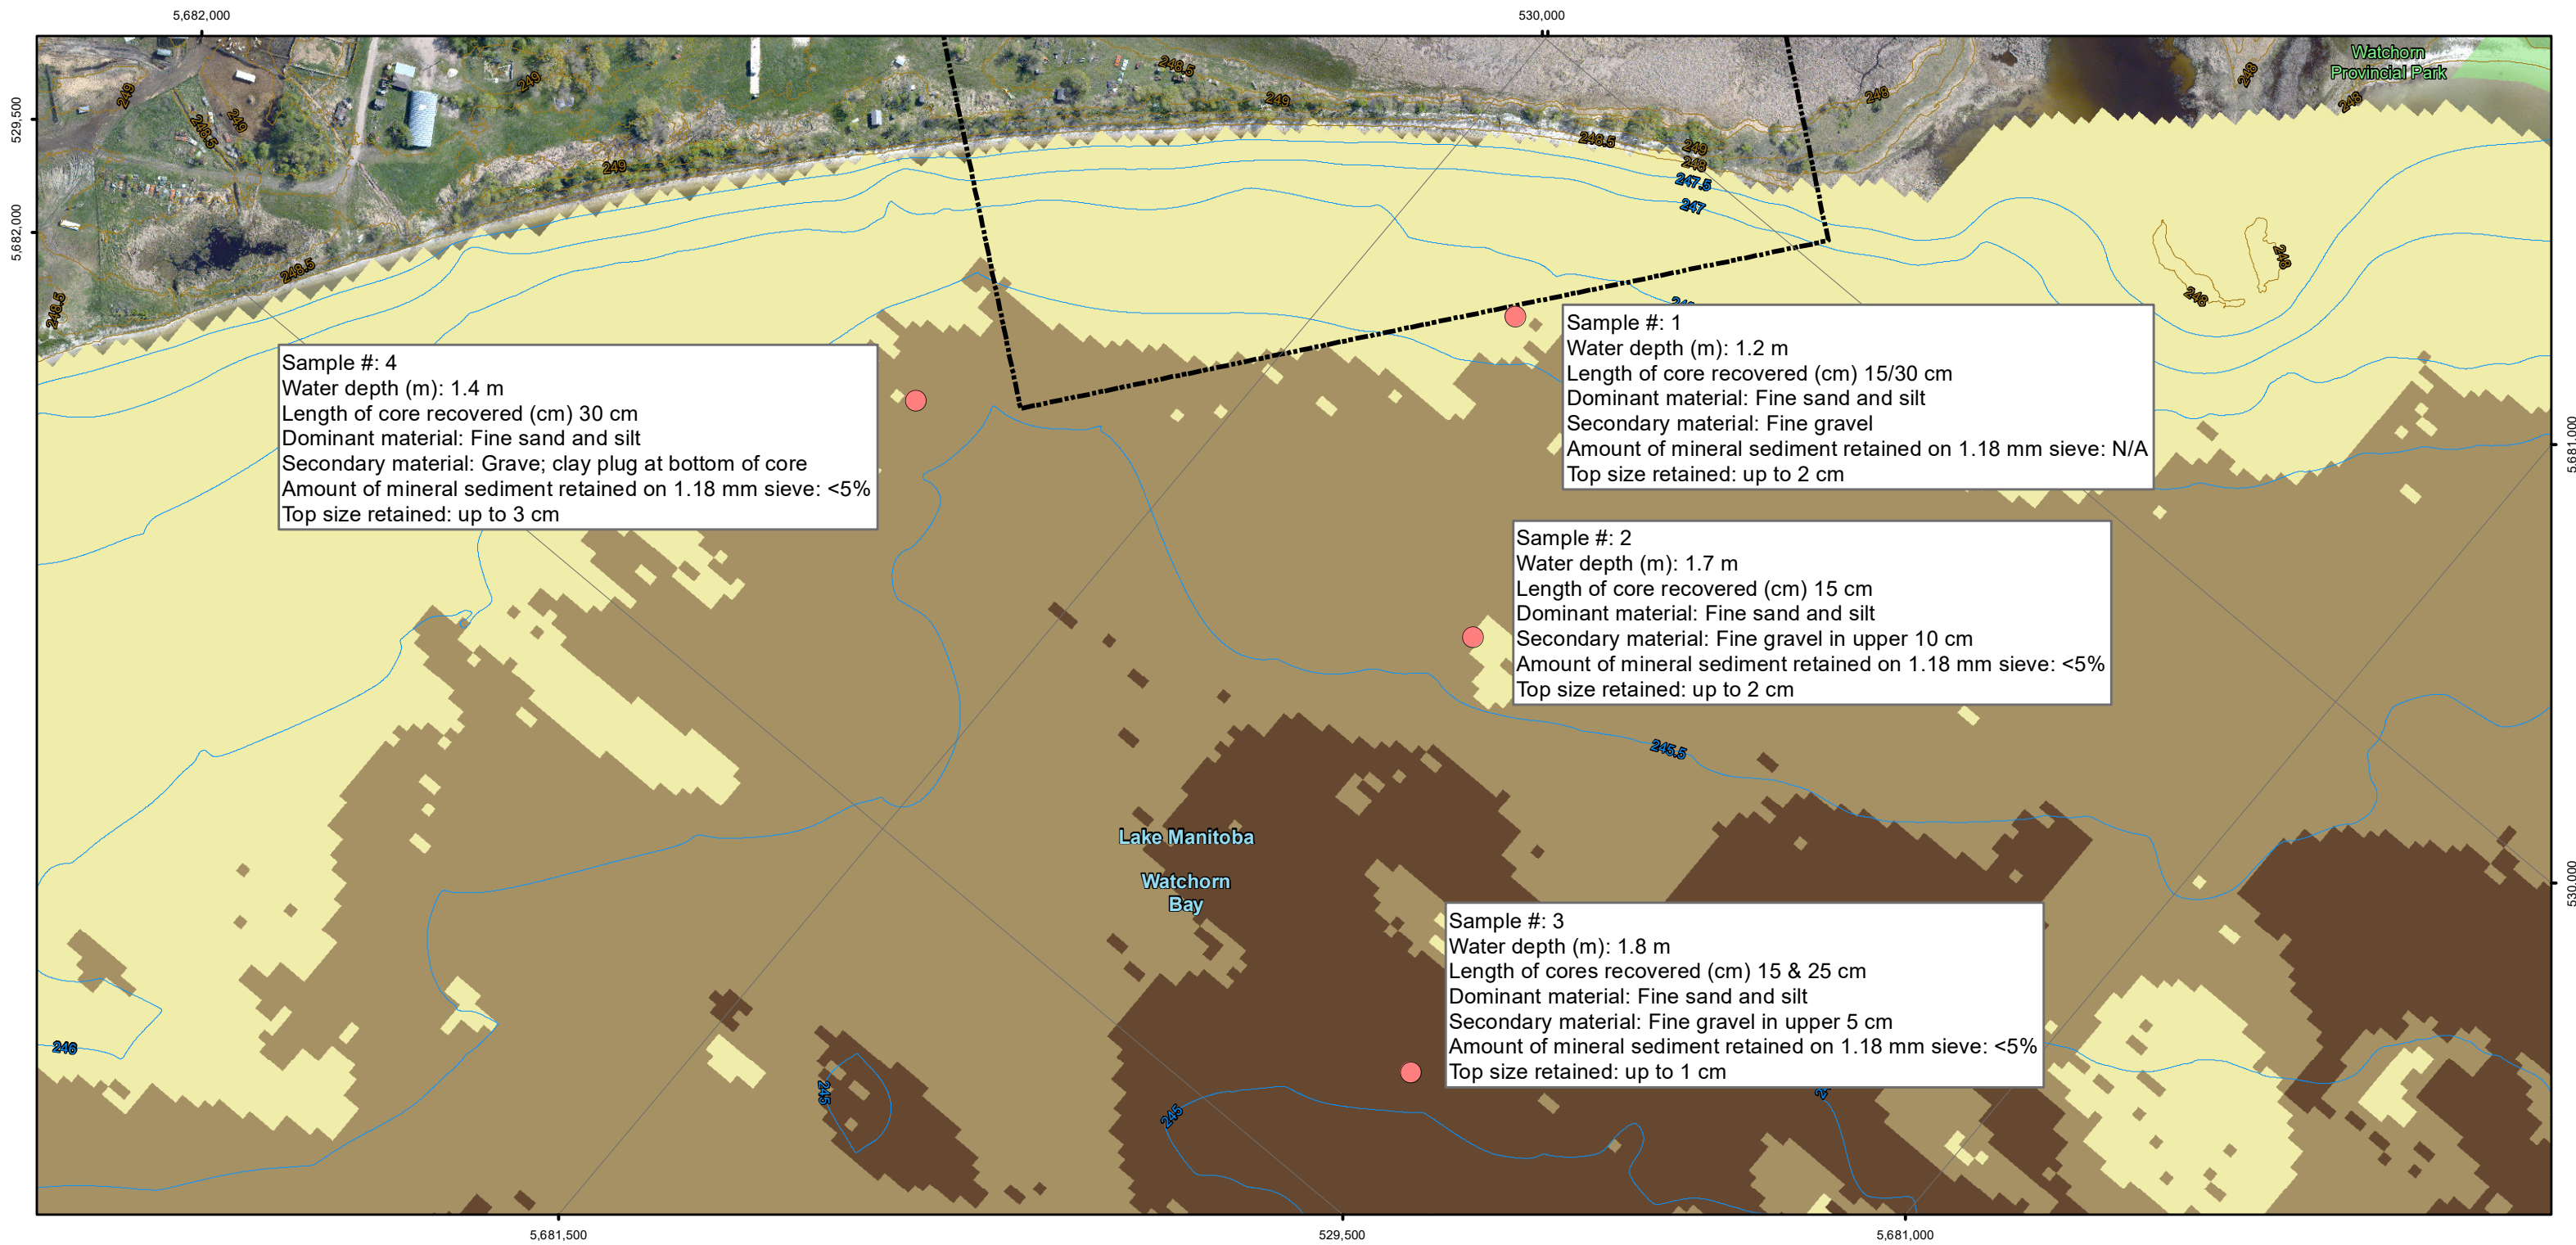 5,682,000
530,000
Watchorn
Provincial Park
249
249
249
248.5
248.5
249
248
248
248
529,500
248.5
249
248
249
247.5
247
5,682,000
248.5
248.5
248
248
Sample #: 1
Water depth (m): 1.2 m
Length of core recovered (cm) 15/30 cm
Dominant material: Fine sand and silt
Secondary material: Fine gravel
Amount of mineral sediment retained on 1.18 mm sieve: N/A
Top size retained: up to 2 cm
Sample #: 4
Water depth (m): 1.4 m
Length of core recovered (cm) 30 cm
Dominant material: Fine sand and silt
Secondary material: Grave; clay plug at bottom of core
Amount of mineral sediment retained on 1.18 mm sieve: <5%
Top size retained: up to 3 cm
5,681,000
Sample #: 2
Water depth (m): 1.7 m
Length of core recovered (cm) 15 cm
Dominant material: Fine sand and silt
Secondary material: Fine gravel in upper 10 cm
Amount of mineral sediment retained on 1.18 mm sieve: <5%
Top size retained: up to 2 cm
245.5
Lake Manitoba
Watchorn
Bay
530,000
Sample #: 3
Water depth (m): 1.8 m
Length of cores recovered (cm) 15 & 25 cm
Dominant material: Fine sand and silt
Secondary material: Fine gravel in upper 5 cm
Amount of mineral sediment retained on 1.18 mm sieve: <5%
Top size retained: up to 1 cm
246
245
245
5,681,500
529,500
5,681,000